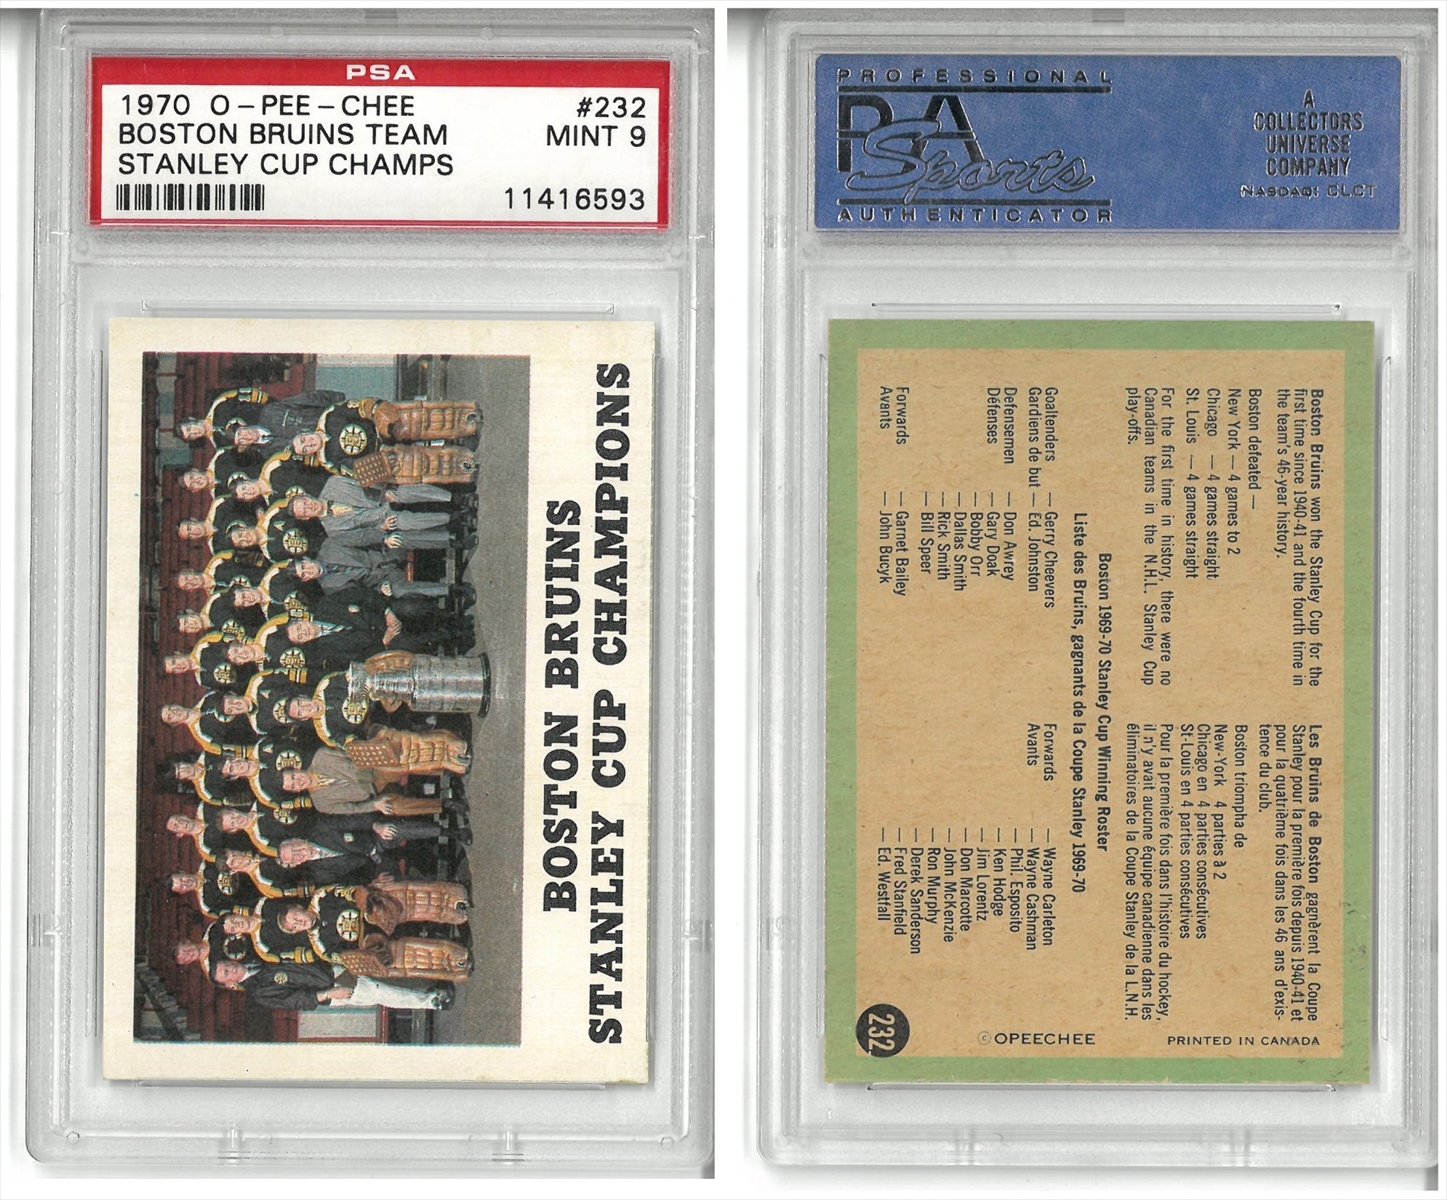 PSA
1970 O-PEE-CHEE #232
BOSTON BRUINS TEAM MINT 9
STANLEY CUP CHAMPS
11416593
BOSTON BRUINS
STANLEY CUP CHAMPIONS
PROFESSIONAL
PSA
Sports
AUTHENTICATOR
A
COLLECTORS
UNIVERSE
COMPANY
NASDAQ: CLCT
Boston Bruins won the Stanley Cup for the
first time since 1940-41 and the fourth time in
the team's 46-year history.
Boston defeated —
New York — 4 games to 2
Chicago — 4 games straight
St. Louis — 4 games straight
For the first time in history, there were no
Canadian teams in the N.H.L. Stanley Cup
play-offs.
Les Bruins de Boston gagnèrent la Coupe
Stanley pour la première fois depuis 1940-41 et
pour la quatrième fois dans les 46 ans d'exis-
tence du club.
Boston triompha de
New-York 4 parties à 2
Chicago en 4 parties consécutives
St-Louis en 4 parties consécutives
Pour la première fois dans l'histoire du hockey,
il n'y avait aucune équipe canadienne dans les
éliminatoires de la Coupe Stanley de la L.N.H.
Boston 1969-70 Stanley Cup Winning Roster
Liste des Bruins, gagnants de la Coupe Stanley 1969-70
Goaltenders — Gerry Cheevers
Gardiens de but — Ed. Johnston
Defensemen — Don Awrey
Défenses — Gary Doak
— Bobby Orr
— Dallas Smith
— Rick Smith
— Bill Speer
Forwards — Garnet Bailey
Avants — John Bucyk
Forwards — Wayne Carleton
Avants — Wayne Cashman
— Phil. Esposito
— Ken Hodge
— Jim Lorentz
— Don Marcotte
— John McKenzie
— Ron Murphy
— Derek Sanderson
— Fred Stanfield
— Ed. Westfall
PRINTED IN CANADA
© OPEECHEE
232